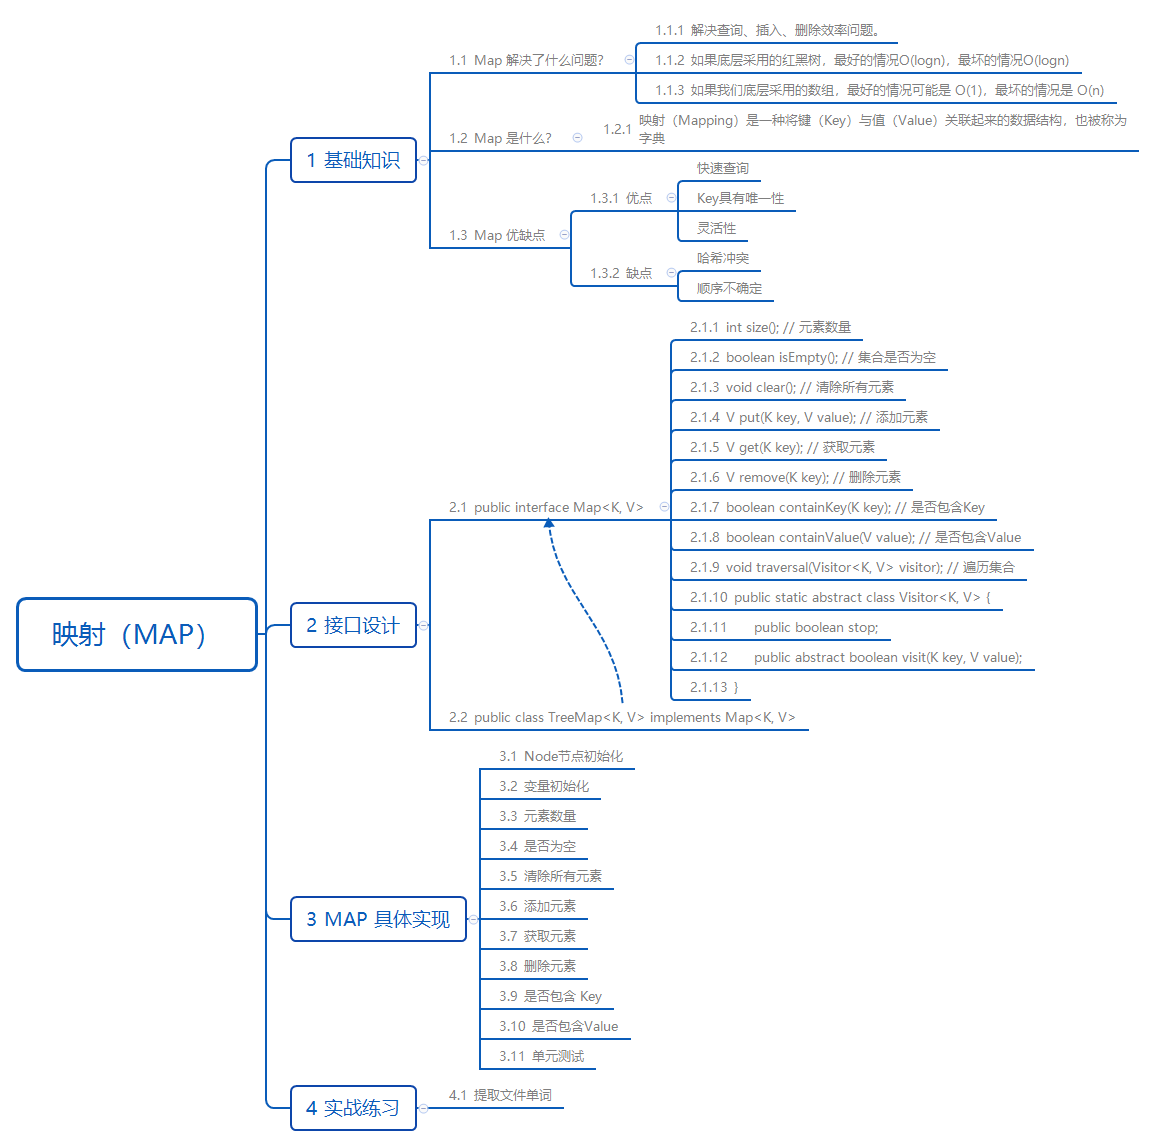 映射（MAP）
1 基础知识
1.1 Map 解决了什么问题？
1.1.1 解决查询、插入、删除效率问题。
1.1.2 如果底层采用的红黑树，最好的情况O(logn)，最坏的情况O(logn)
1.1.3 如果我们底层采用的数组，最好的情况可能是 O(1)，最坏的情况是 O(n)
1.2 Map 是什么？
1.2.1 映射（Mapping）是一种将键（Key）与值（Value）关联起来的数据结构，也被称为
字典
1.3 Map 优缺点
1.3.1 优点
快速查询
Key具有唯一性
灵活性
1.3.2 缺点
哈希冲突
顺序不确定
2 接口设计
2.1 public interface Map<K, V>
2.1.1 int size(); // 元素数量
2.1.2 boolean isEmpty(); // 集合是否为空
2.1.3 void clear(); // 清除所有元素
2.1.4 V put(K key, V value); // 添加元素
2.1.5 V get(K key); // 获取元素
2.1.6 V remove(K key); // 删除元素
2.1.7 boolean containKey(K key); // 是否包含Key
2.1.8 boolean containValue(V value); // 是否包含Value
2.1.9 void traversal(Visitor<K, V> visitor); // 遍历集合
2.1.10 public static abstract class Visitor<K, V> {
2.1.11 public boolean stop;
2.1.12 public abstract boolean visit(K key, V value);
2.1.13 }
2.2 public class TreeMap<K, V> implements Map<K, V>
3 MAP 具体实现
3.1 Node节点初始化
3.2 变量初始化
3.3 元素数量
3.4 是否为空
3.5 清除所有元素
3.6 添加元素
3.7 获取元素
3.8 删除元素
3.9 是否包含 Key
3.10 是否包含Value
3.11 单元测试
4 实战练习
4.1 提取文件单词